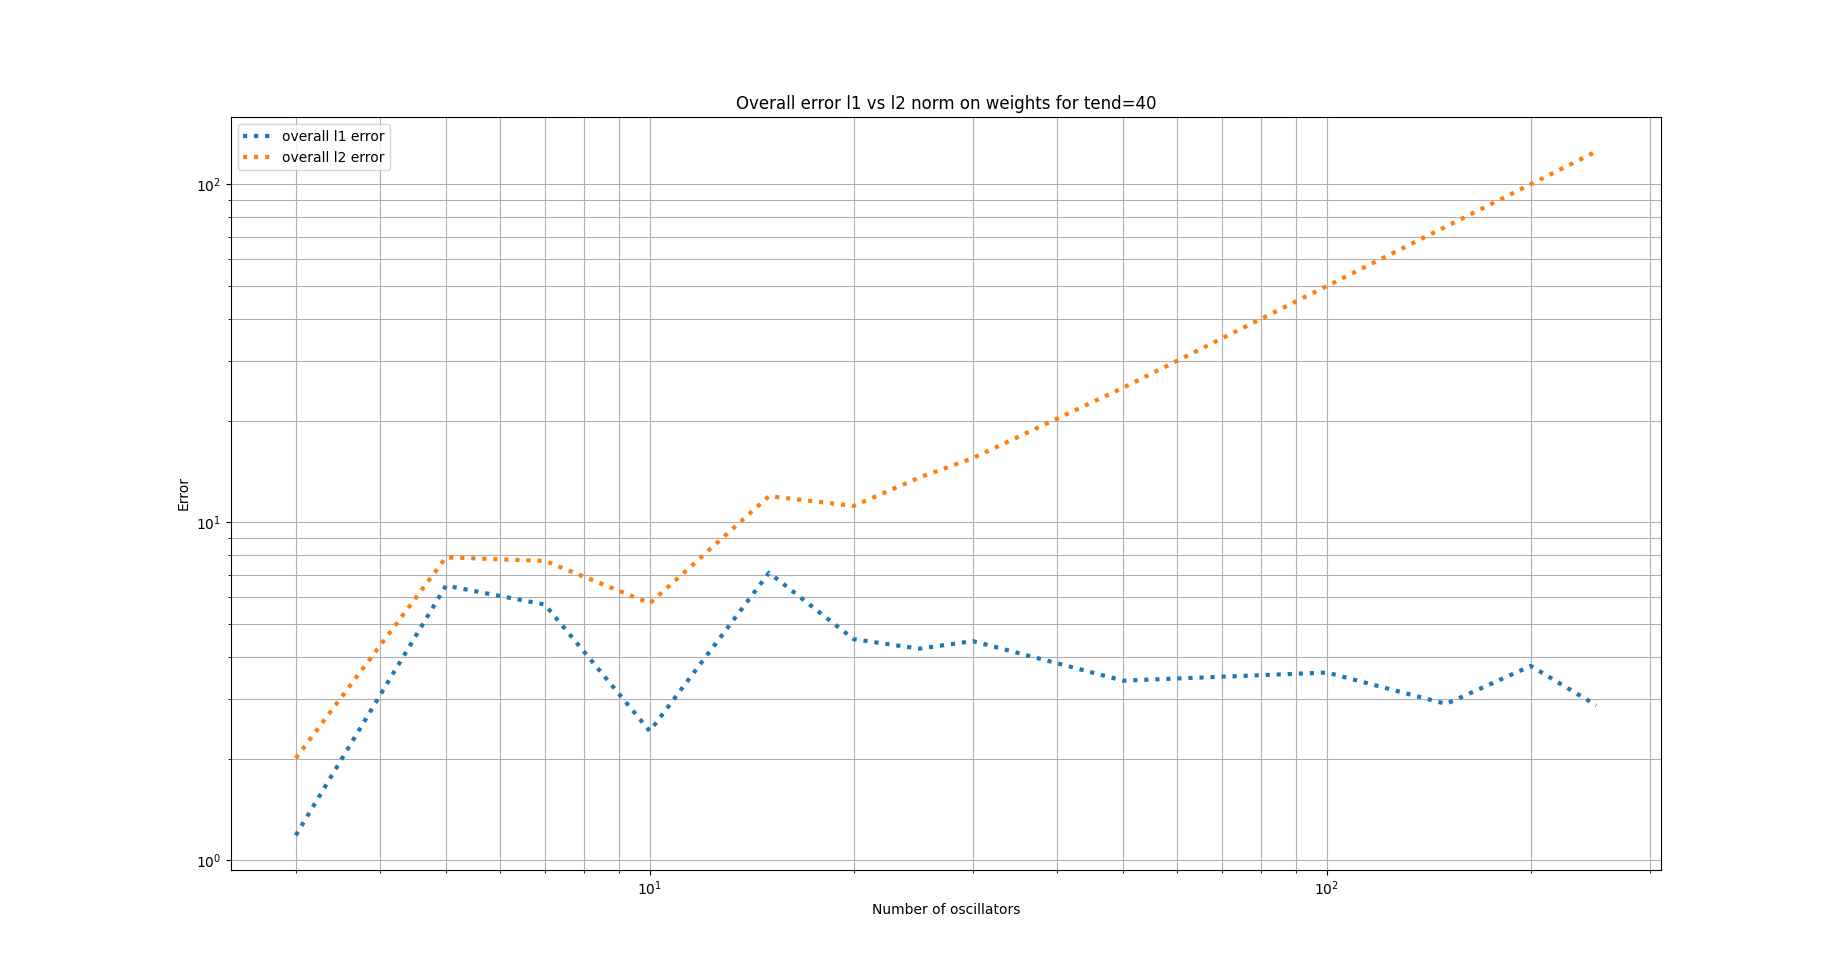 Overall error l1 vs l2 norm on weights for tend=40
overall l1 error
overall l2 error
10²
10¹
10⁰
Error
10¹
10²
Number of oscillators